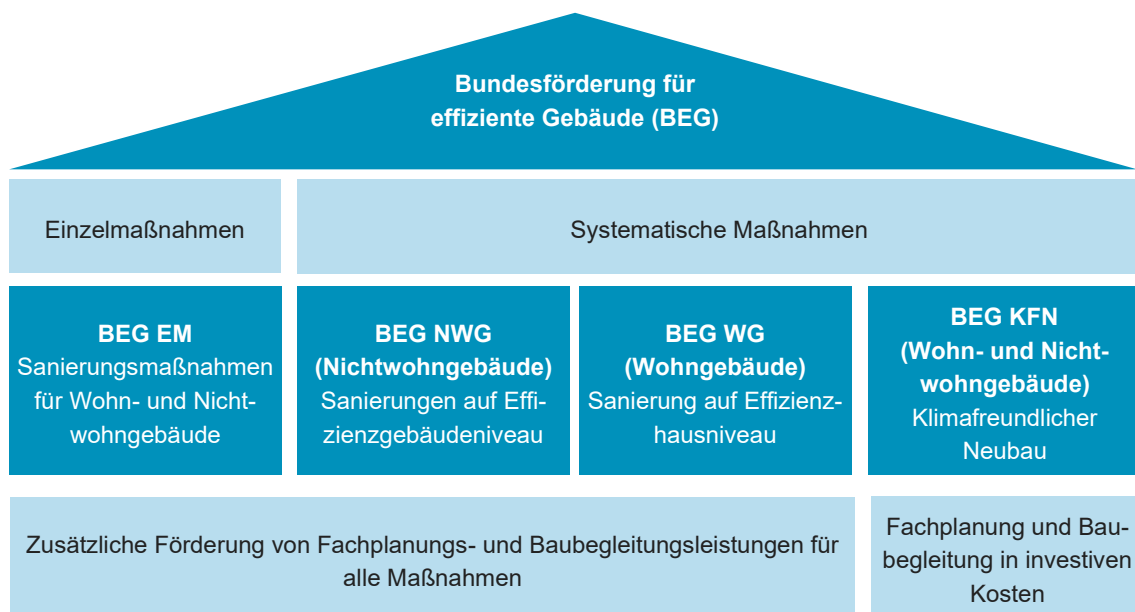 Bundesförderung für
effiziente Gebäude (BEG)
Einzelmaßnahmen
Systematische Maßnahmen
BEG EM
Sanierungsmaßnahmen
für Wohn- und Nicht-
wohngebäude
BEG NWG
(Nichtwohngebäude)
Sanierungen auf Effi-
zienzgebäudeniveau
BEG WG
(Wohngebäude)
Sanierung auf Effizienz-
hausniveau
BEG KFN
(Wohn- und Nicht-
wohngebäude)
Klimafreundlicher
Neubau
Zusätzliche Förderung von Fachplanungs- und Baubegleitungsleistungen für
alle Maßnahmen
Fachplanung und Bau-
begleitung in investiven
Kosten